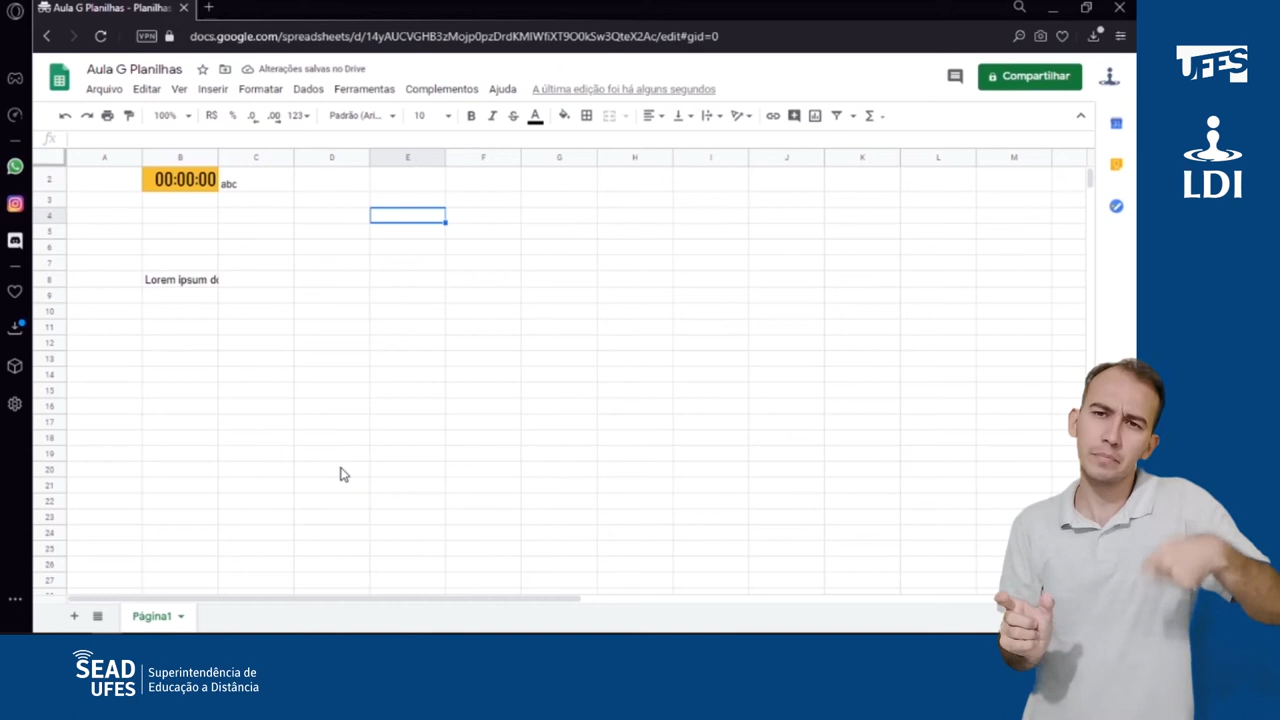 Aula G Planilhas - Planilhas
VPN
docs.google.com/spreadsheets/d/14yAUCVGHB3zMojp0pzDrdKMIWfiXT9O0kSw3QteX2Ac/edit#gid=0
Aula G Planilhas
Alterações salvas no Drive
Compartilhar
Arquivo Editar Ver Inserir Formatar Dados Ferramentas Complementos Ajuda A última edição foi há alguns segundos
100% R$ % .0 .00 123 Padrão (Ari... 10 B I S A Σ
fx
A B C D E F G H I J K L M
2 00:00:00 abc
3
4
5
6
7
8 Lorem ipsum do
9
10
11
12
13
14
15
16
17
18
19
20
21
22
23
24
25
26
27
Página1
UFES
LDI
SEAD
UFES
Superintendência de
Educação a Distância